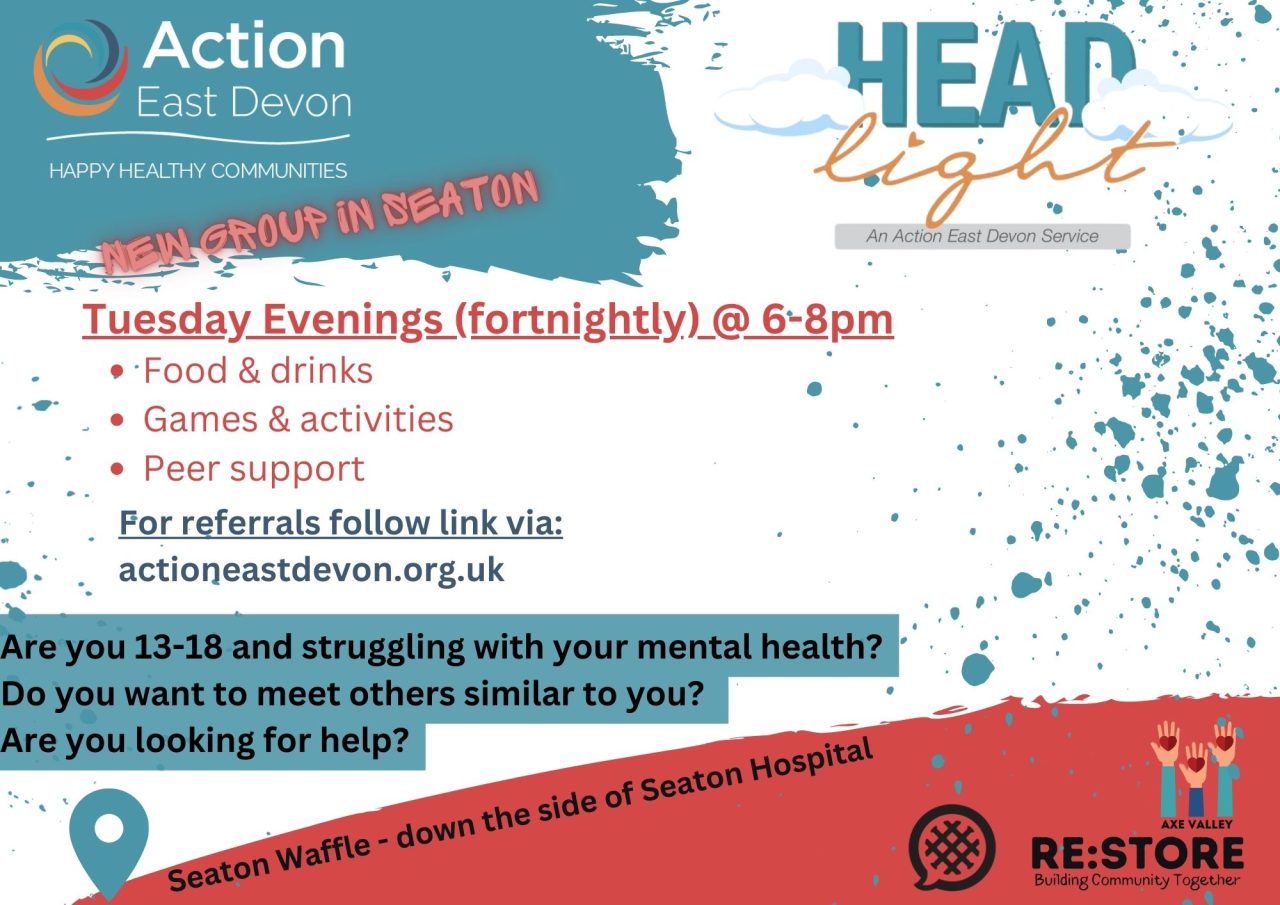 Action
East Devon
HAPPY HEALTHY COMMUNITIES
HEAD
light
An Action East Devon Service
NEW GROUP IN SEATON
Tuesday Evenings (fortnightly) @ 6-8pm
• Food & drinks
• Games & activities
• Peer support
For referrals follow link via:
actioneastdevon.org.uk
Are you 13-18 and struggling with your mental health?
Do you want to meet others similar to you?
Are you looking for help?
Seaton Waffle - down the side of Seaton Hospital
AXE VALLEY
RE:STORE
Building Community Together